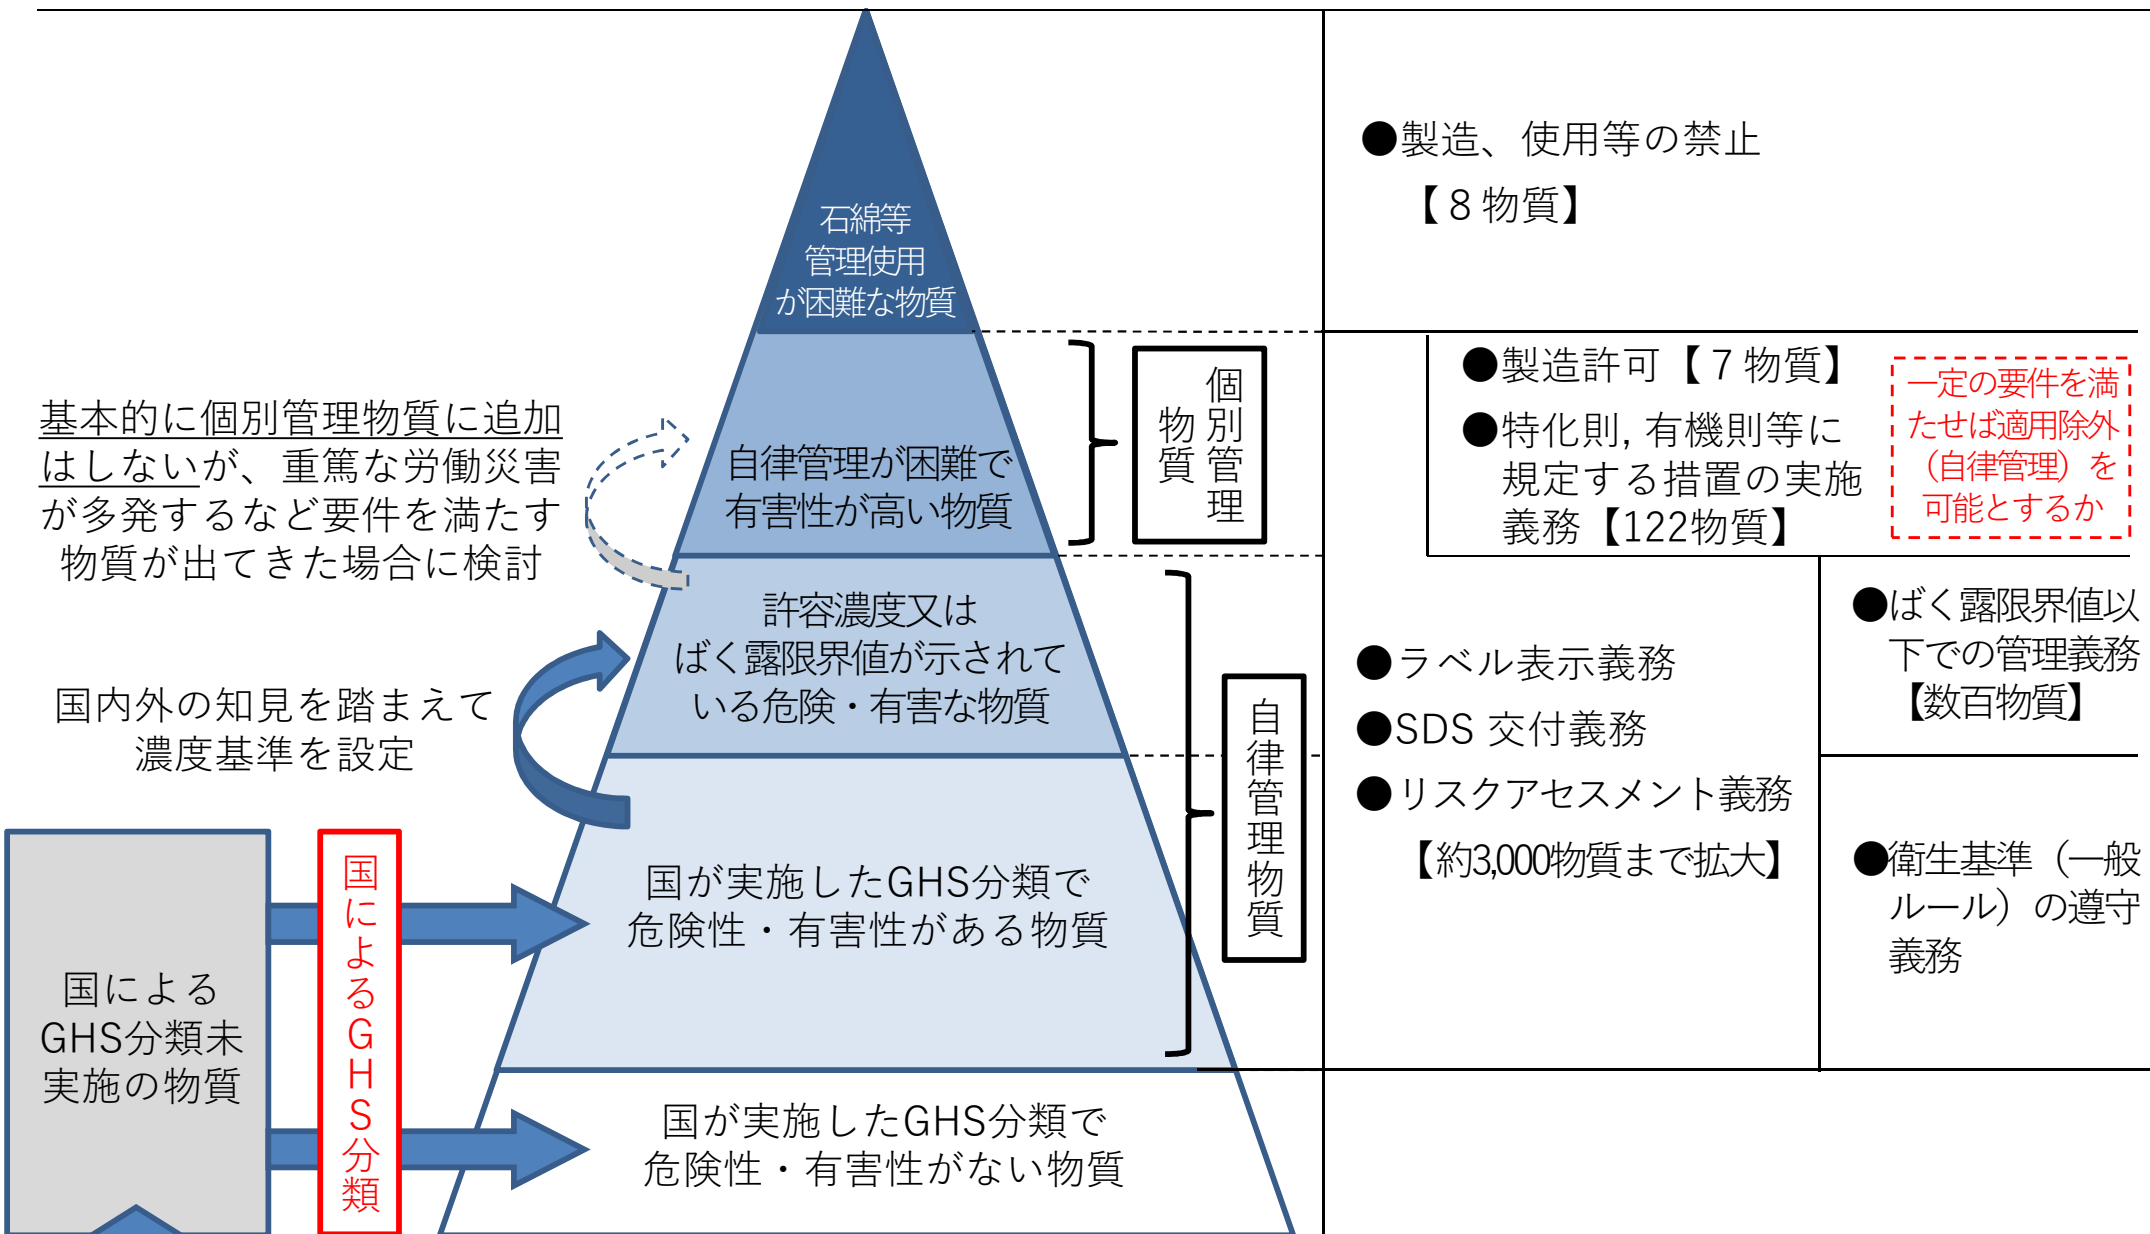 石綿等
管理使用
が困難な物質
●製造、使用等の禁止
【８物質】
基本的に個別管理物質に追加
はしないが、重篤な労働災害
が多発するなど要件を満たす
物質が出てきた場合に検討
自律管理が困難で
有害性が高い物質
個別管理
物質
●製造許可【７物質】
●特化則,有機則等に
規定する措置の実施
義務【122物質】
一定の要件を満
たせば適用除外
（自律管理）を
可能とするか
国内外の知見を踏まえて
濃度基準を設定
許容濃度又は
ばく露限界値が示されて
いる危険・有害な物質
自律管理物質
●ラベル表示義務
●SDS 交付義務
●リスクアセスメント義務
【約3,000物質まで拡大】
●ばく露限界値以
下での管理義務
【数百物質】
●衛生基準（一般
ルール）の遵守
義務
国による
GHS分類未
実施の物質
国によるGHS分類
国が実施したGHS分類で
危険性・有害性がある物質
国が実施したGHS分類で
危険性・有害性がない物質